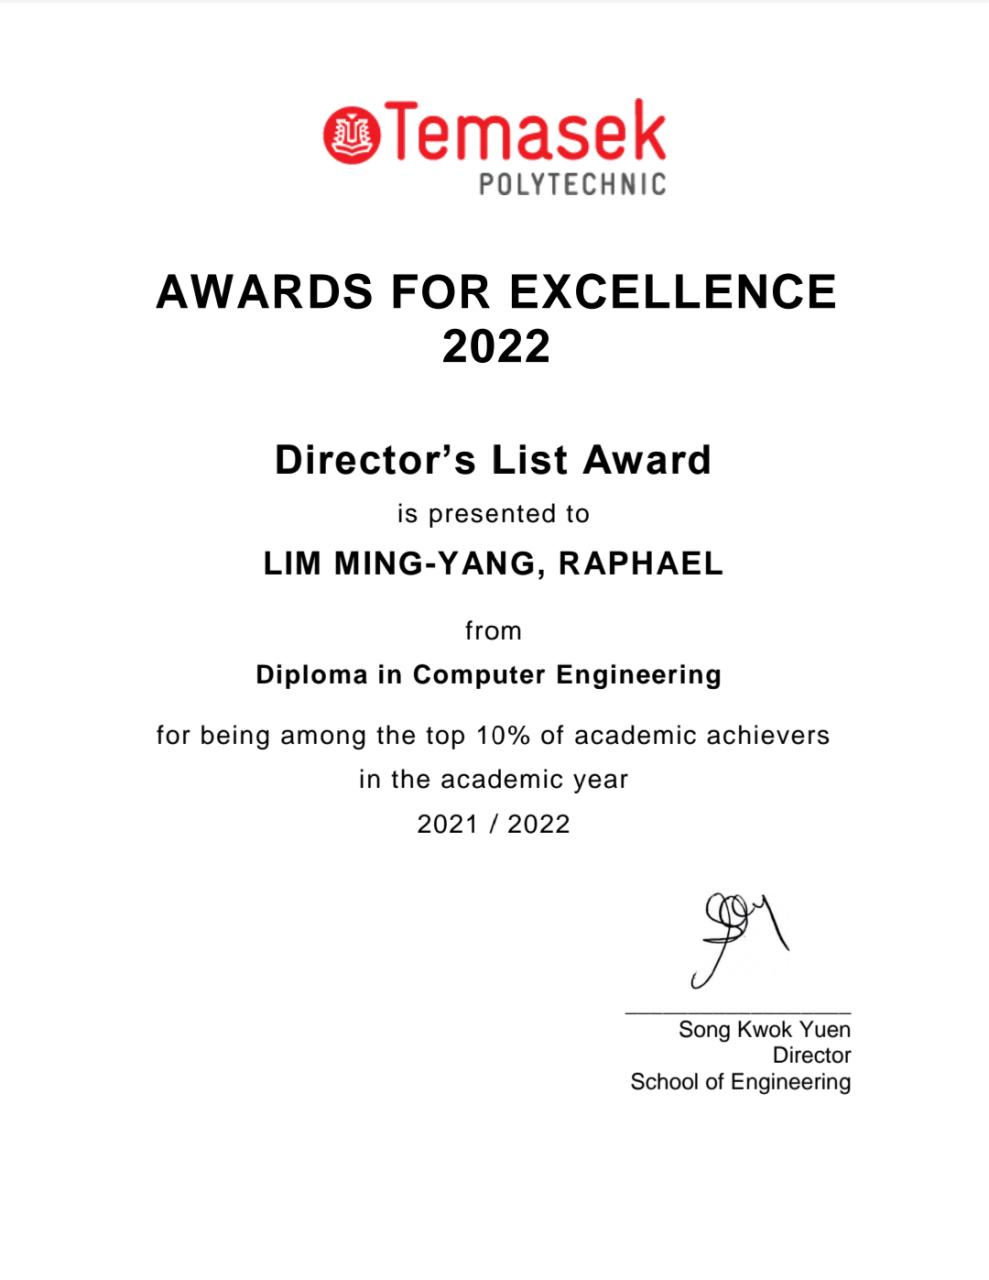 Temasek
POLYTECHNIC
AWARDS FOR EXCELLENCE
2022
Director’s List Award
is presented to
LIM MING-YANG, RAPHAEL
from
Diploma in Computer Engineering
for being among the top 10% of academic achievers
in the academic year
2021 / 2022
Song Kwok Yuen
Director
School of Engineering